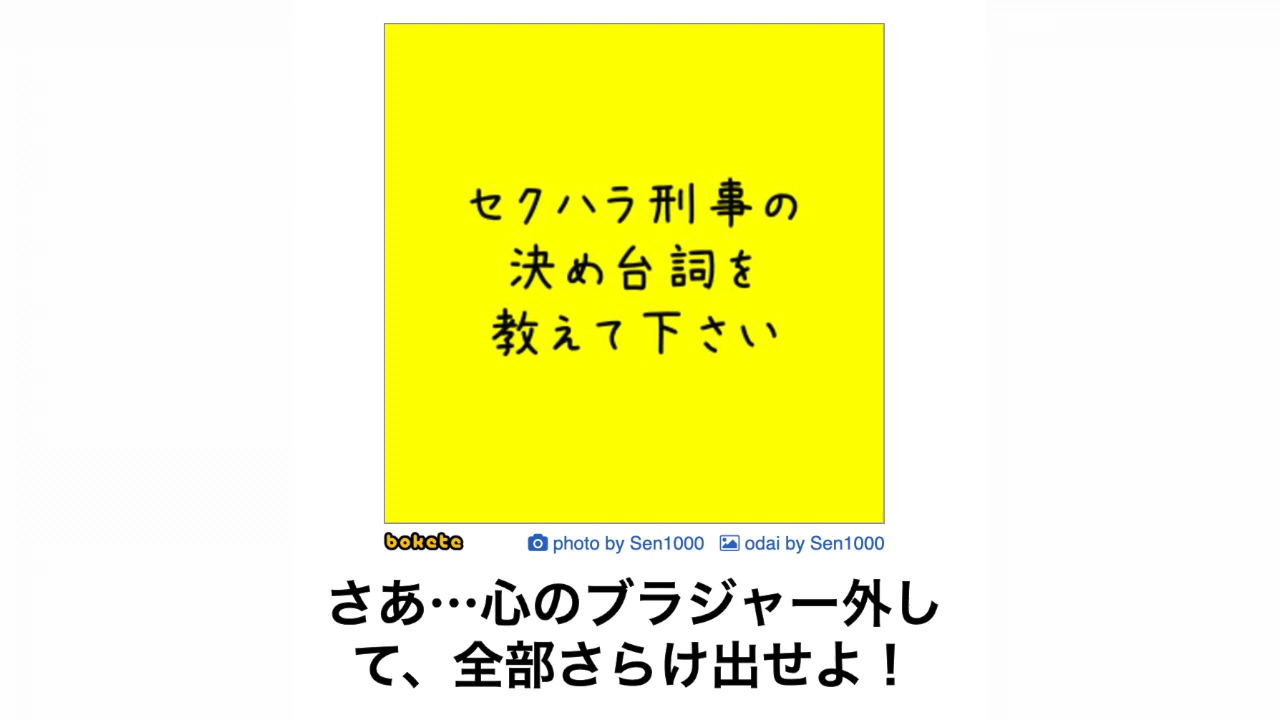 セクハラ刑事の
決め台詞を
教えて下さい
bokete photo by Sen1000 odai by Sen1000
さあ…心のブラジャー外し
て、全部さらけ出せよ！